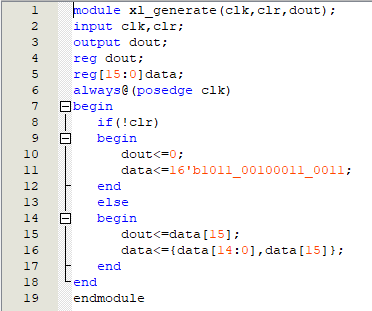 1 module xl_generate(clk,clr,dout);
2 input clk,clr;
3 output dout;
4 reg dout;
5 reg[15:0]data;
6 always@(posedge clk)
7 begin
8 if(!clr)
9 begin
10 dout<=0;
11 data<=16'b1011_00100011_0011;
12 end
13 else
14 begin
15 dout<=data[15];
16 data<={data[14:0],data[15]};
17 end
18 end
19 endmodule